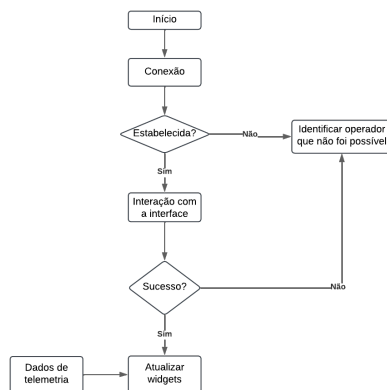 Início
Conexão
Estabelecida?
Não
Identificar operador
que não foi possível
Sim
Interação com
a interface
Sucesso?
Não
Sim
Dados de
telemetria
Atualizar
widgets